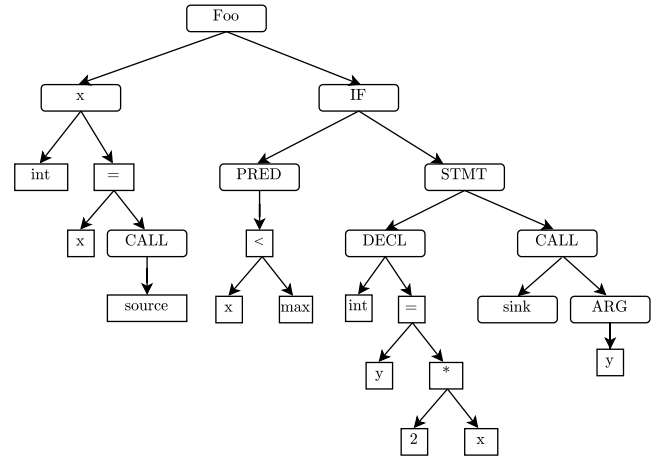 Foo
x IF
int = PRED STMT
x CALL < DECL CALL
source x max int = sink ARG
y * y
2 x